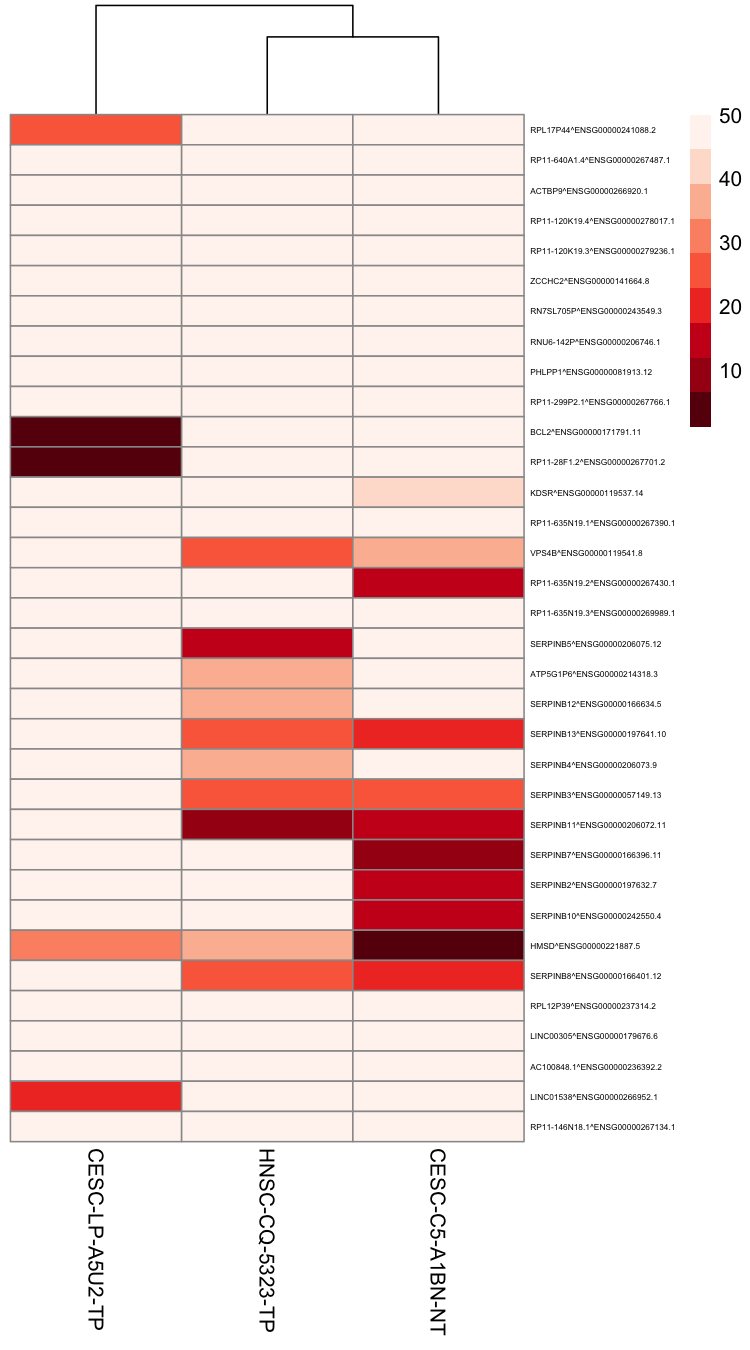 50
40
30
20
10
RPL17P44^ENSG00000241088.2
RP11-640A1.4^ENSG00000267487.1
ACTBP9^ENSG00000266920.1
RP11-120K19.4^ENSG00000278017.1
RP11-120K19.3^ENSG00000279236.1
ZCCHC2^ENSG00000141664.8
RN7SL705P^ENSG00000243549.3
RNU6-142P^ENSG00000206746.1
PHLPP1^ENSG00000081913.12
RP11-299P2.1^ENSG00000267766.1
BCL2^ENSG00000171791.11
RP11-28F1.2^ENSG00000267701.2
KDSR^ENSG00000119537.14
RP11-635N19.1^ENSG00000267390.1
VPS4B^ENSG00000119541.8
RP11-635N19.2^ENSG00000267430.1
RP11-635N19.3^ENSG00000269989.1
SERPINB5^ENSG00000206075.12
ATP5G1P6^ENSG00000214318.3
SERPINB12^ENSG00000166634.5
SERPINB13^ENSG00000197641.10
SERPINB4^ENSG00000206073.9
SERPINB3^ENSG00000057149.13
SERPINB11^ENSG00000206072.11
SERPINB7^ENSG00000166396.11
SERPINB2^ENSG00000197632.7
SERPINB10^ENSG00000242550.4
HMSD^ENSG00000221887.5
SERPINB8^ENSG00000166401.12
RPL12P39^ENSG00000237314.2
LINC00305^ENSG00000179676.6
AC100848.1^ENSG00000236392.2
LINC01538^ENSG00000266952.1
RP11-146N18.1^ENSG00000267134.1
CESC-LP-A5U2-TP
HNSC-CQ-5323-TP
CESC-C5-A1BN-NT